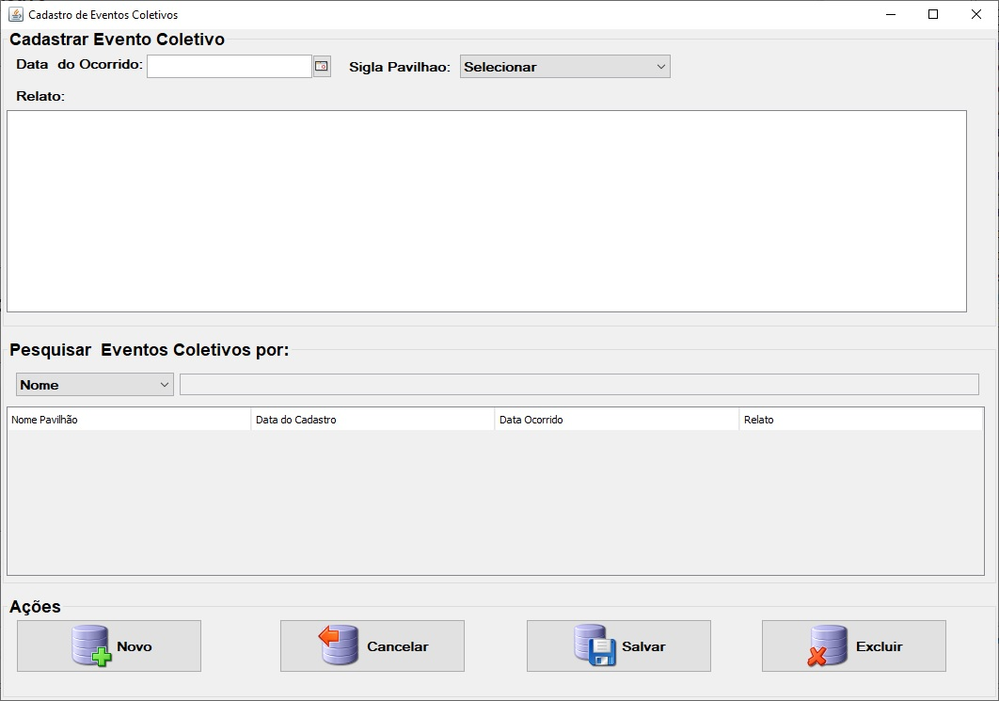 Cadastro de Eventos Coletivos
Cadastrar Evento Coletivo
Data  do Ocorrido: Sigla Pavilhao: Selecionar
Relato:
Pesquisar  Eventos Coletivos por:
Nome
Nome Pavilhão Data do Cadastro Data Ocorrido Relato
Ações
Novo Cancelar Salvar Excluir